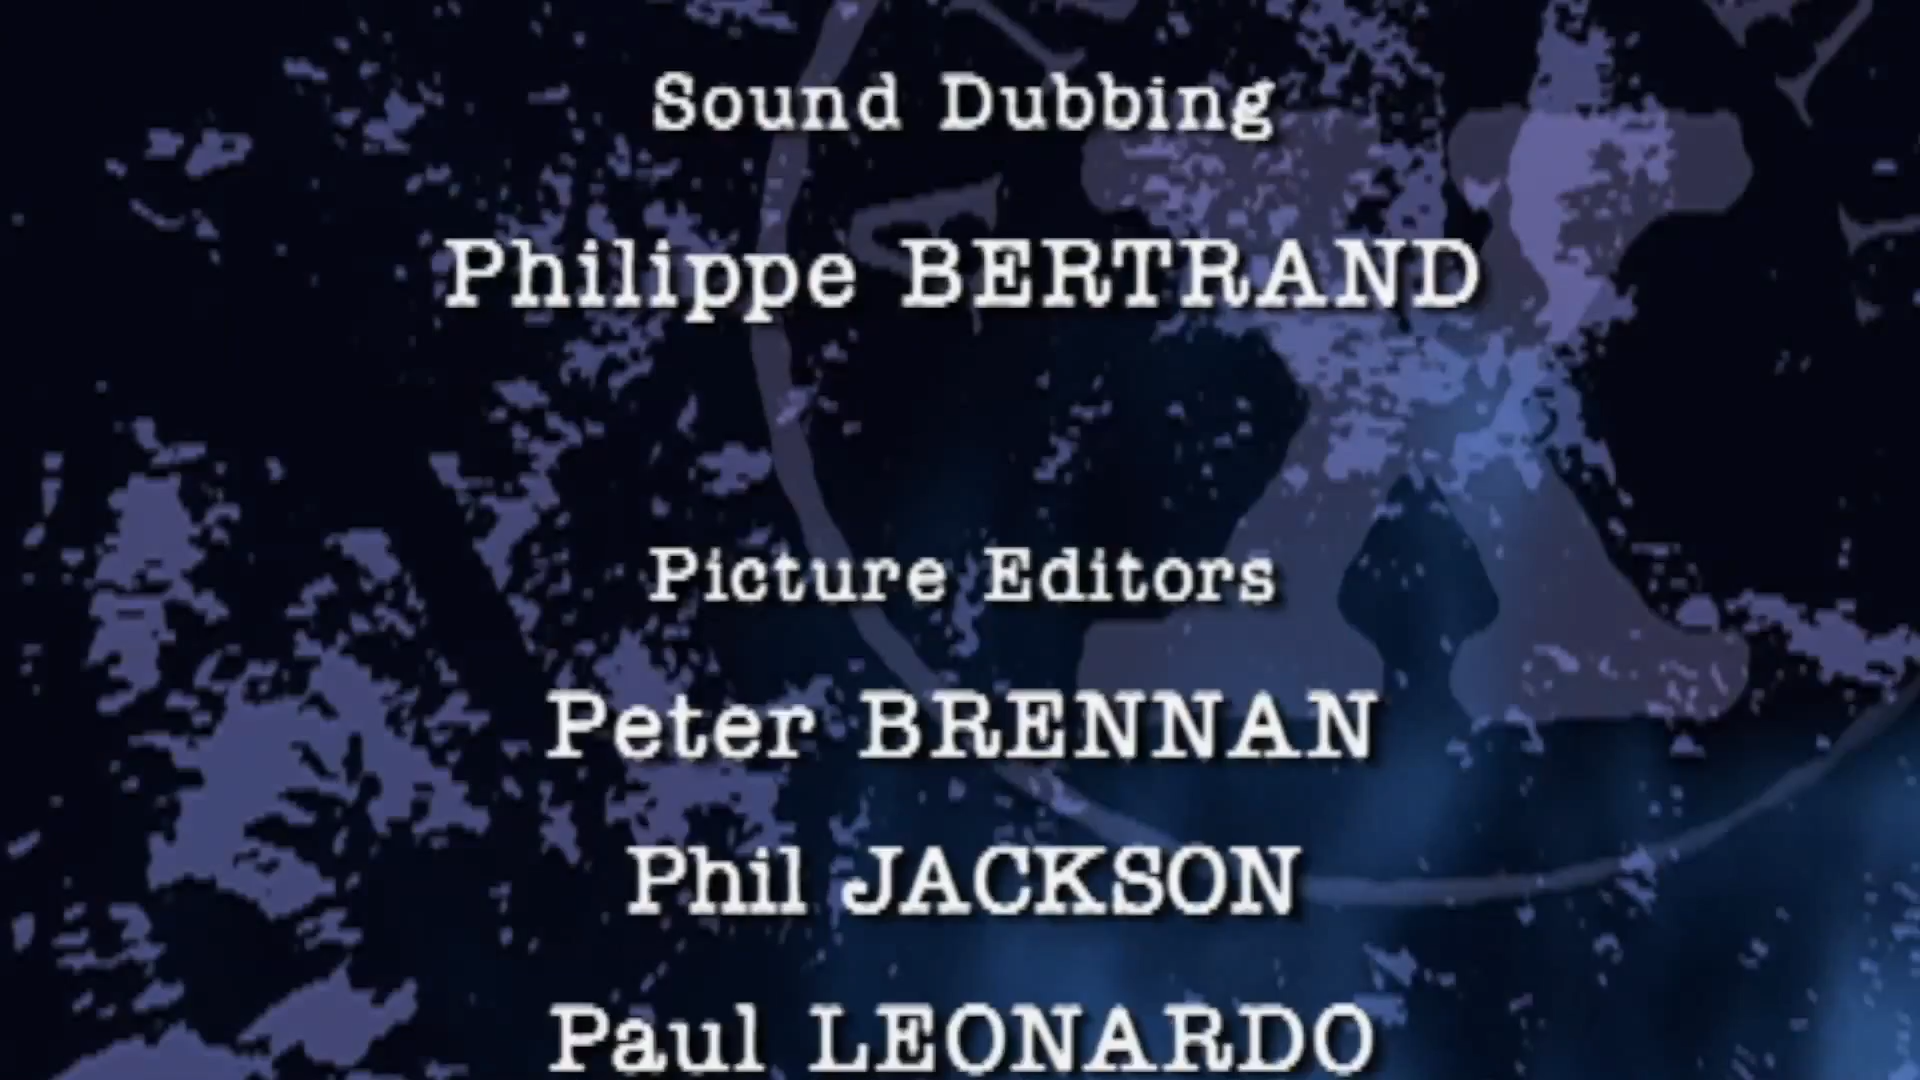 Sound Dubbing
Philippe BERTRAND
Picture Editors
Peter BRENNAN
Phil JACKSON
Paul LEONARDO